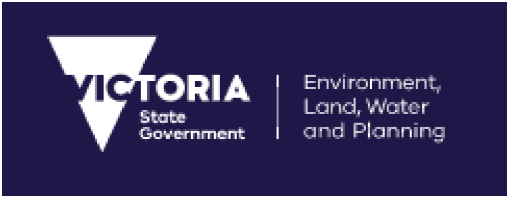 VICTORIA
State
Government
Environment,
Land, Water
and Planning